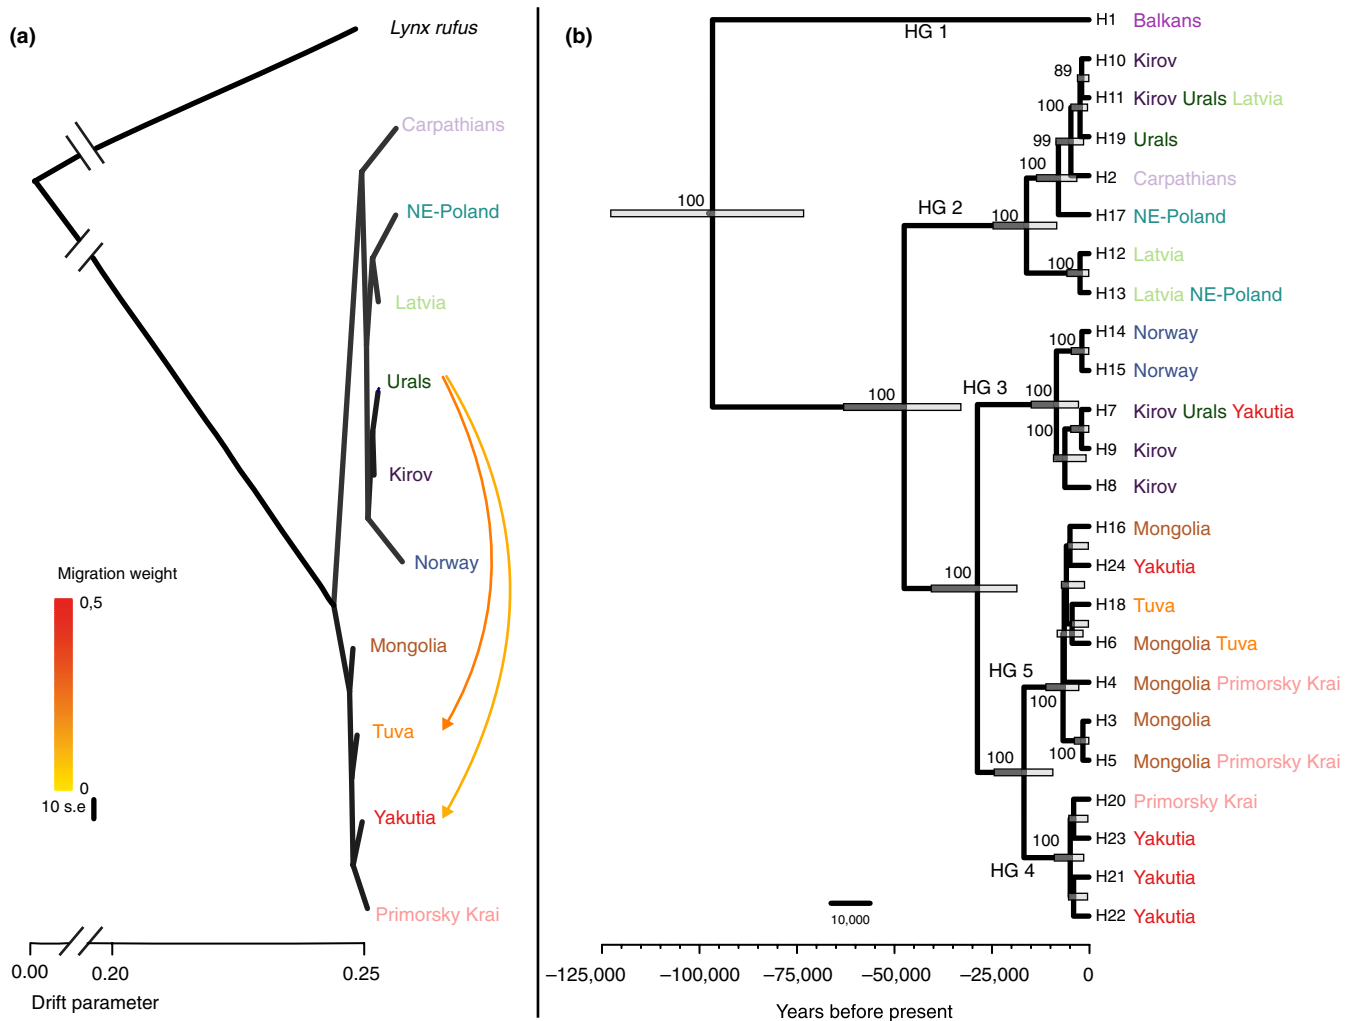 (a)
Lynx rufus
Carpathians
NE-Poland
Latvia
Urals
Kirov
Norway
Migration weight
0,5
0
10 s.e
Mongolia
Tuva
Yakutia
Primorsky Krai
0.00
0.20
0.25
Drift parameter
(b)
HG 1
H1 Balkans
89
H10 Kirov
100
H11 Kirov Urals Latvia
99
H19 Urals
100
H2 Carpathians
100
HG 2
100
H17 NE-Poland
H12 Latvia
100
H13 Latvia NE-Poland
H14 Norway
100
H15 Norway
100
HG 3
100
H7 Kirov Urals Yakutia
100
H9 Kirov
H8 Kirov
H16 Mongolia
H24 Yakutia
100
H18 Tuva
H6 Mongolia Tuva
HG 5
100
H4 Mongolia Primorsky Krai
H3 Mongolia
100
H5 Mongolia Primorsky Krai
100
H20 Primorsky Krai
100
H23 Yakutia
HG 4
H21 Yakutia
H22 Yakutia
10,000
−125,000
−100,000
−75,000
−50,000
−25,000
0
Years before present